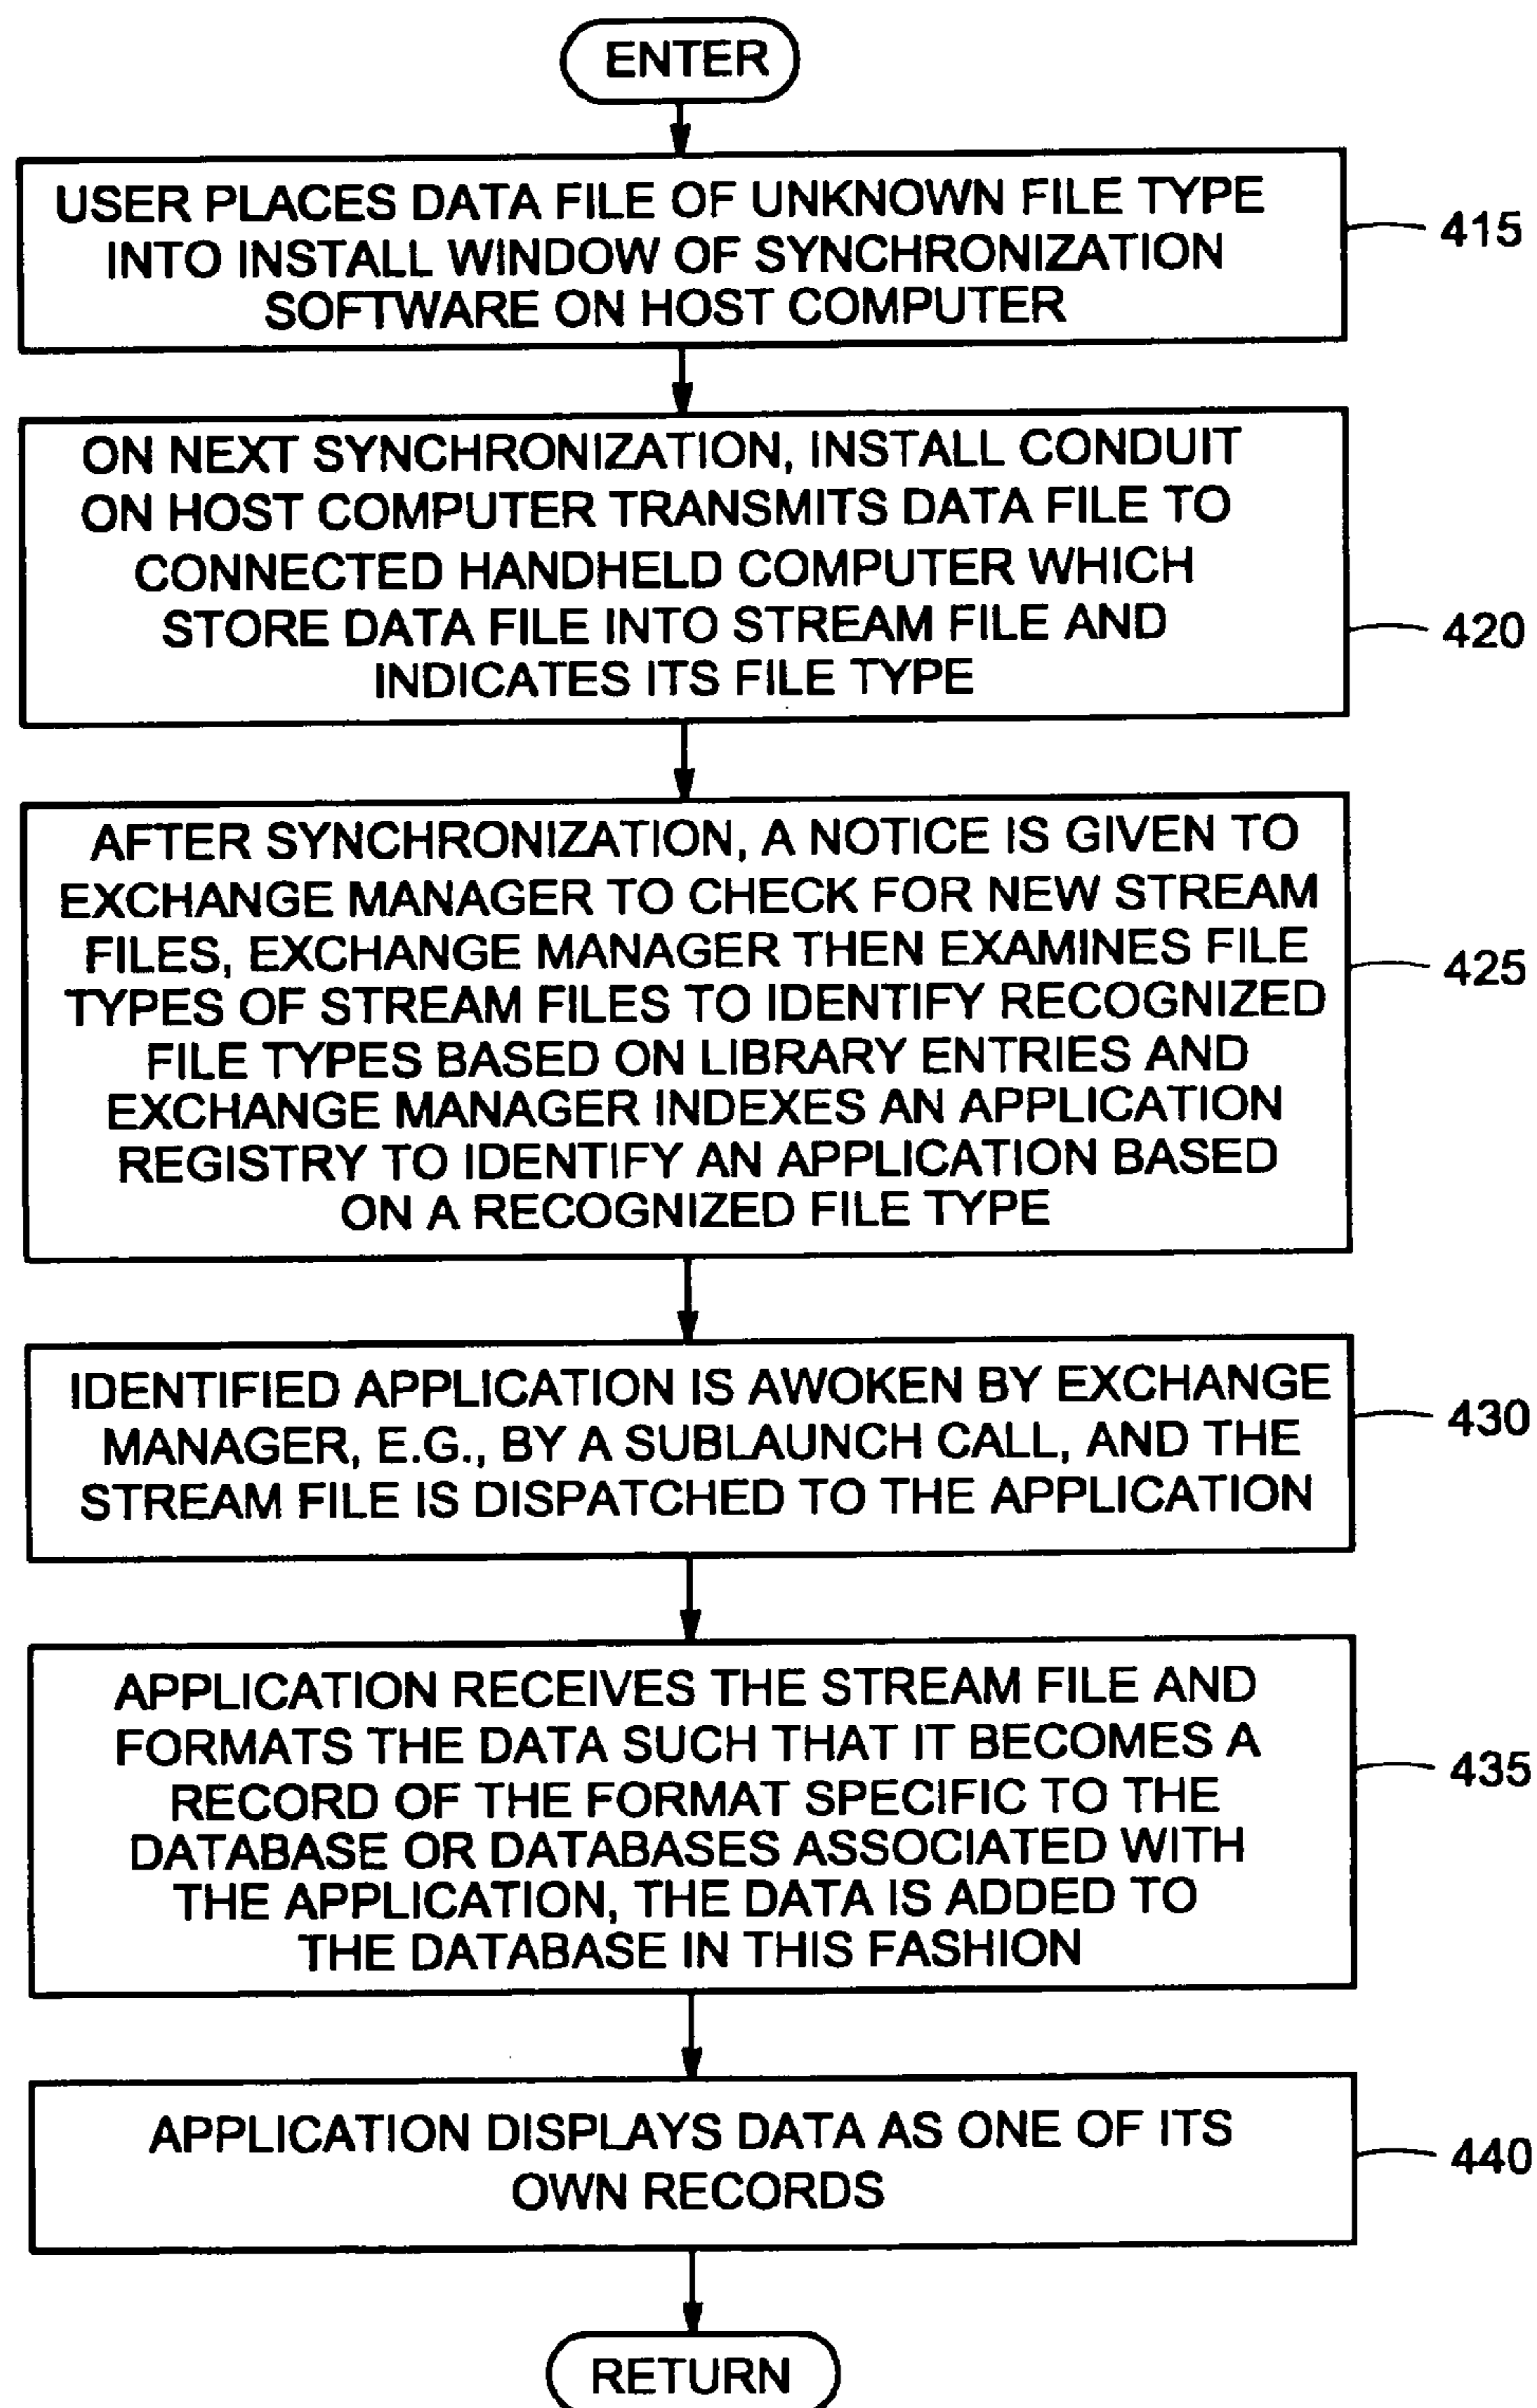 ENTER
USER PLACES DATA FILE OF UNKNOWN FILE TYPE
INTO INSTALL WINDOW OF SYNCHRONIZATION
SOFTWARE ON HOST COMPUTER
415
ON NEXT SYNCHRONIZATION, INSTALL CONDUIT
ON HOST COMPUTER TRANSMITS DATA FILE TO
CONNECTED HANDHELD COMPUTER WHICH
STORE DATA FILE INTO STREAM FILE AND
INDICATES ITS FILE TYPE
420
AFTER SYNCHRONIZATION, A NOTICE IS GIVEN TO
EXCHANGE MANAGER TO CHECK FOR NEW STREAM
FILES, EXCHANGE MANAGER THEN EXAMINES FILE
TYPES OF STREAM FILES TO IDENTIFY RECOGNIZED
FILE TYPES BASED ON LIBRARY ENTRIES AND
EXCHANGE MANAGER INDEXES AN APPLICATION
REGISTRY TO IDENTIFY AN APPLICATION BASED
ON A RECOGNIZED FILE TYPE
425
IDENTIFIED APPLICATION IS AWOKEN BY EXCHANGE
MANAGER, E.G., BY A SUBLAUNCH CALL, AND THE
STREAM FILE IS DISPATCHED TO THE APPLICATION
430
APPLICATION RECEIVES THE STREAM FILE AND
FORMATS THE DATA SUCH THAT IT BECOMES A
RECORD OF THE FORMAT SPECIFIC TO THE
DATABASE OR DATABASES ASSOCIATED WITH
THE APPLICATION, THE DATA IS ADDED TO
THE DATABASE IN THIS FASHION
435
APPLICATION DISPLAYS DATA AS ONE OF ITS
OWN RECORDS
440
RETURN